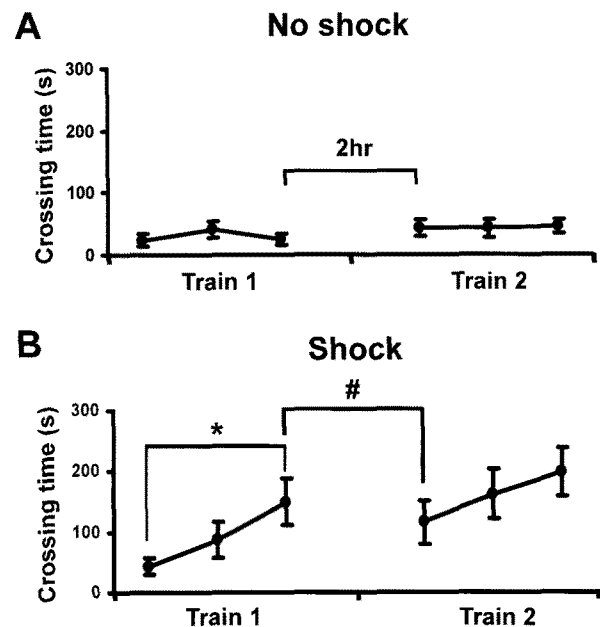 A
No shock
Crossing time (s)
300
200
100
0
2hr
Train 1
Train 2
B
Shock
Crossing time (s)
300
200
100
0
*
#
Train 1
Train 2